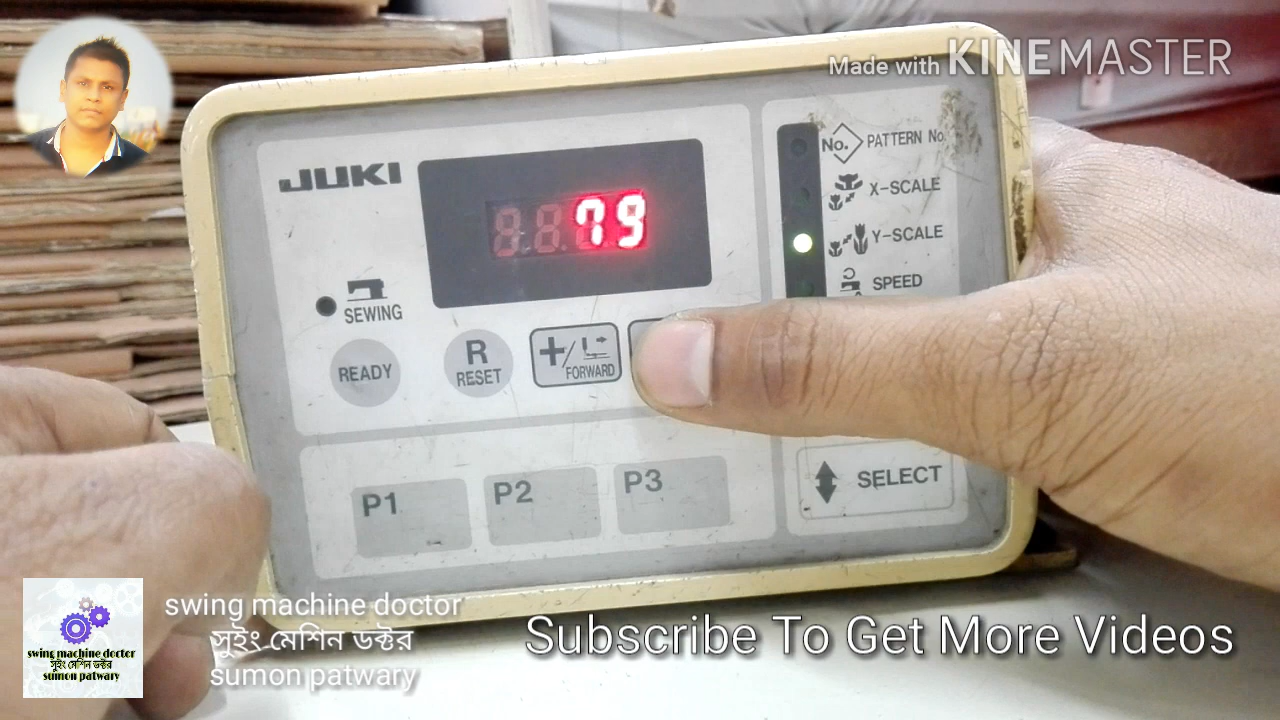 Made with KINEMASTER
JUKI
79
No. PATTERN No.
X-SCALE
Y-SCALE
SPEED
SEWING
READY
R
RESET
+/
FORWARD
P1
P2
P3
SELECT
swing machine doctor
সুইং মেশিন ডক্টর
sumon patwary
swing machine doctor
সুইং মেশিন ডক্টর
sumon patwary
Subscribe To Get More Videos